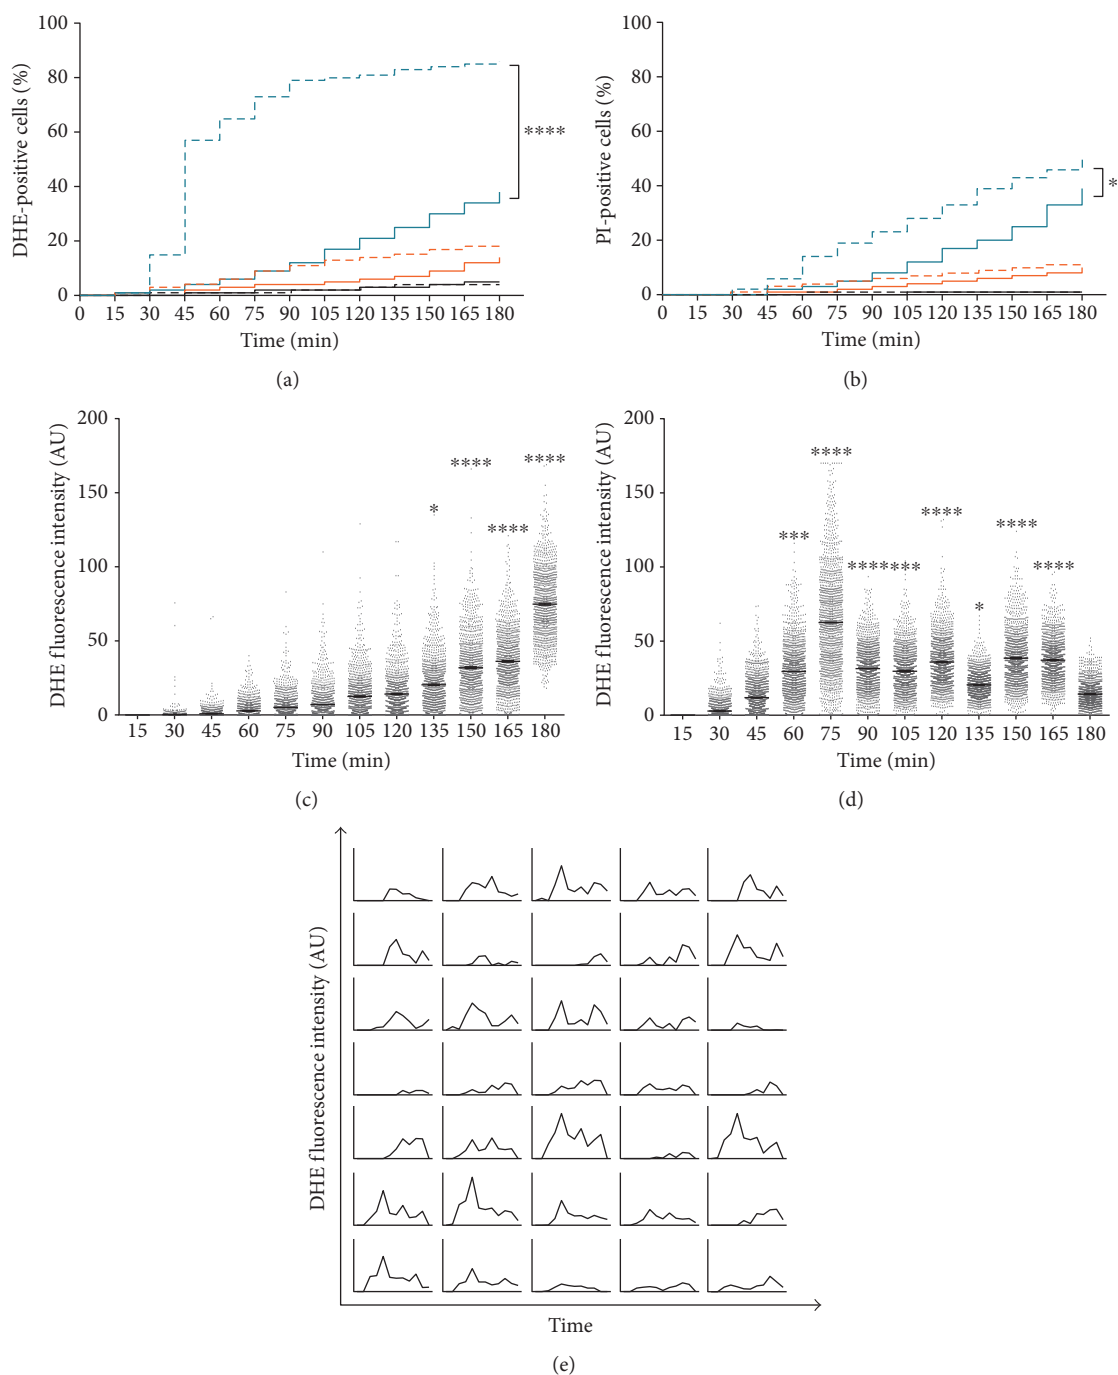 100
80
60
40
20
0
DHE-positive cells (%)
****
0 15 30 45 60 75 90 105 120 135 150 165 180
Time (min)
(a)
100
80
60
40
20
0
PI-positive cells (%)
*
0 15 30 45 60 75 90 105 120 135 150 165 180
Time (min)
(b)
200
150
100
50
0
DHE fluorescence intensity (AU)
* **** **** ****
15 30 45 60 75 90 105 120 135 150 165 180
Time (min)
(c)
200
150
100
50
0
DHE fluorescence intensity (AU)
*** **** **** *** **** * **** ****
15 30 45 60 75 90 105 120 135 150 165 180
Time (min)
(d)
DHE fluorescence intensity (AU)
Time
(e)